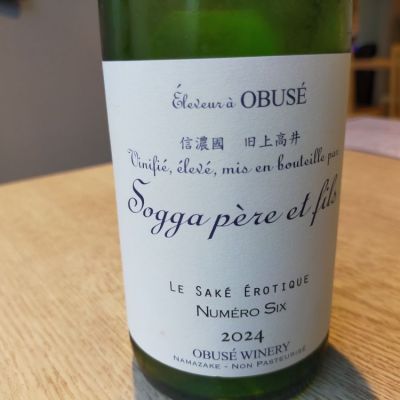 Éleveur à OBUSÉ
信濃國 旧上高井
Vinifié, élevé, mis en bouteille par
Sogga père et fils
LE SAKÉ ÉROTIQUE
NUMÉRO SIX
2024
OBUSÉ WINERY
NAMAZAKE - NON PASTEURISÉ